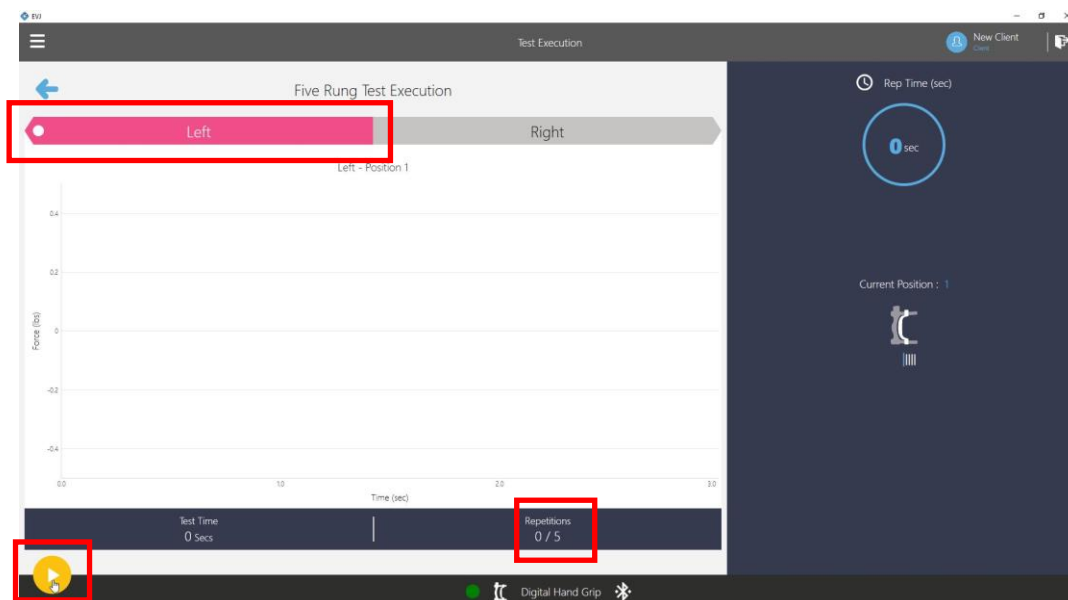 EVJ
Test Execution
New Client
Client
Five Rung Test Execution
Rep Time (sec)
Left
Right
0 sec
Left - Position 1
0.4
0.2
0
-0.2
-0.4
Force (lbs)
Current Position : 1
0.0
1.0
2.0
3.0
Time (sec)
Test Time
0 Secs
Repetitions
0 / 5
Digital Hand Grip